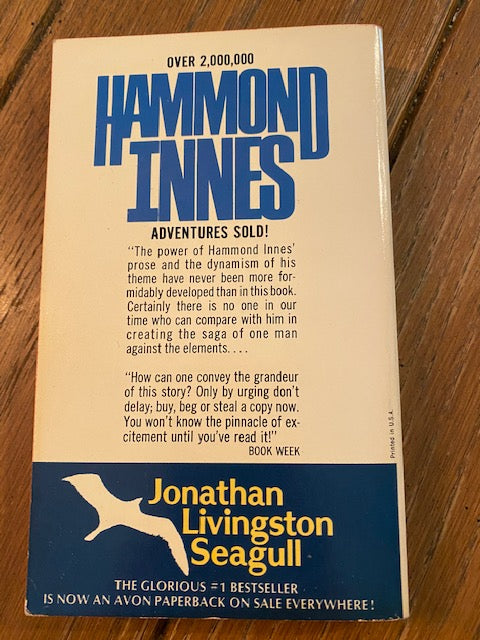 OVER 2,000,000
HAMMOND
INNES
ADVENTURES SOLD!
"The power of Hammond Innes'
prose and the dynamism of his
theme have never been more for-
midably developed than in this book.
Certainly there is no one in our
time who can compare with him in
creating the saga of one man
against the elements....
"How can one convey the grandeur
of this story? Only by urging don't
delay; buy, beg or steal a copy now.
You won't know the pinnacle of ex-
citement until you've read it!"
BOOK WEEK
Printed in U.S.A.
Jonathan
Livingston
Seagull
THE GLORIOUS #1 BESTSELLER
IS NOW AN AVON PAPERBACK ON SALE EVERYWHERE!